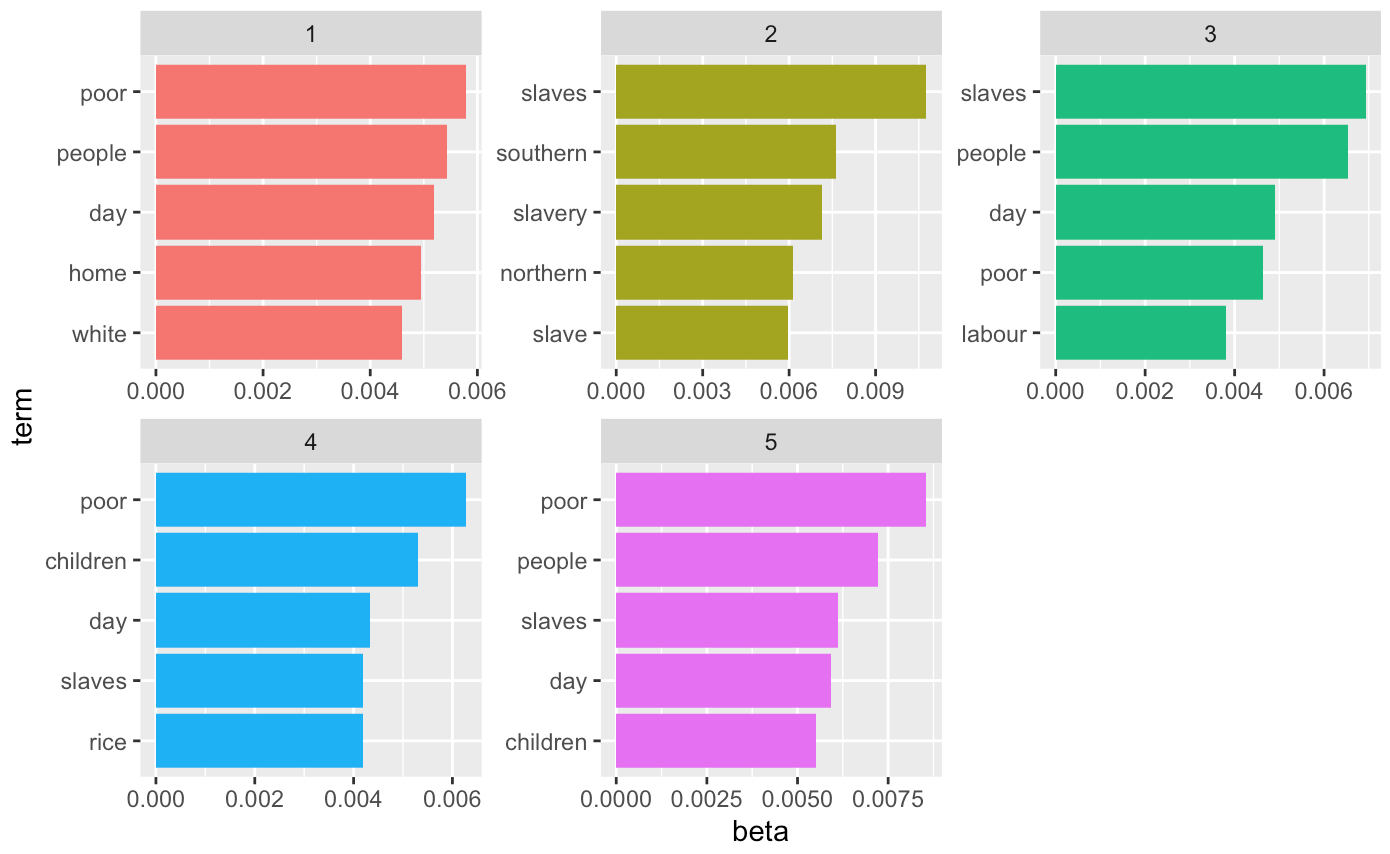 1
poor
people
day
home
white
0.000 0.002 0.004 0.006
2
slaves
southern
slavery
northern
slave
0.000 0.003 0.006 0.009
3
slaves
people
day
poor
labour
0.000 0.002 0.004 0.006
term
4
poor
children
day
slaves
rice
0.000 0.002 0.004 0.006
5
poor
people
slaves
day
children
0.0000 0.0025 0.0050 0.0075
beta